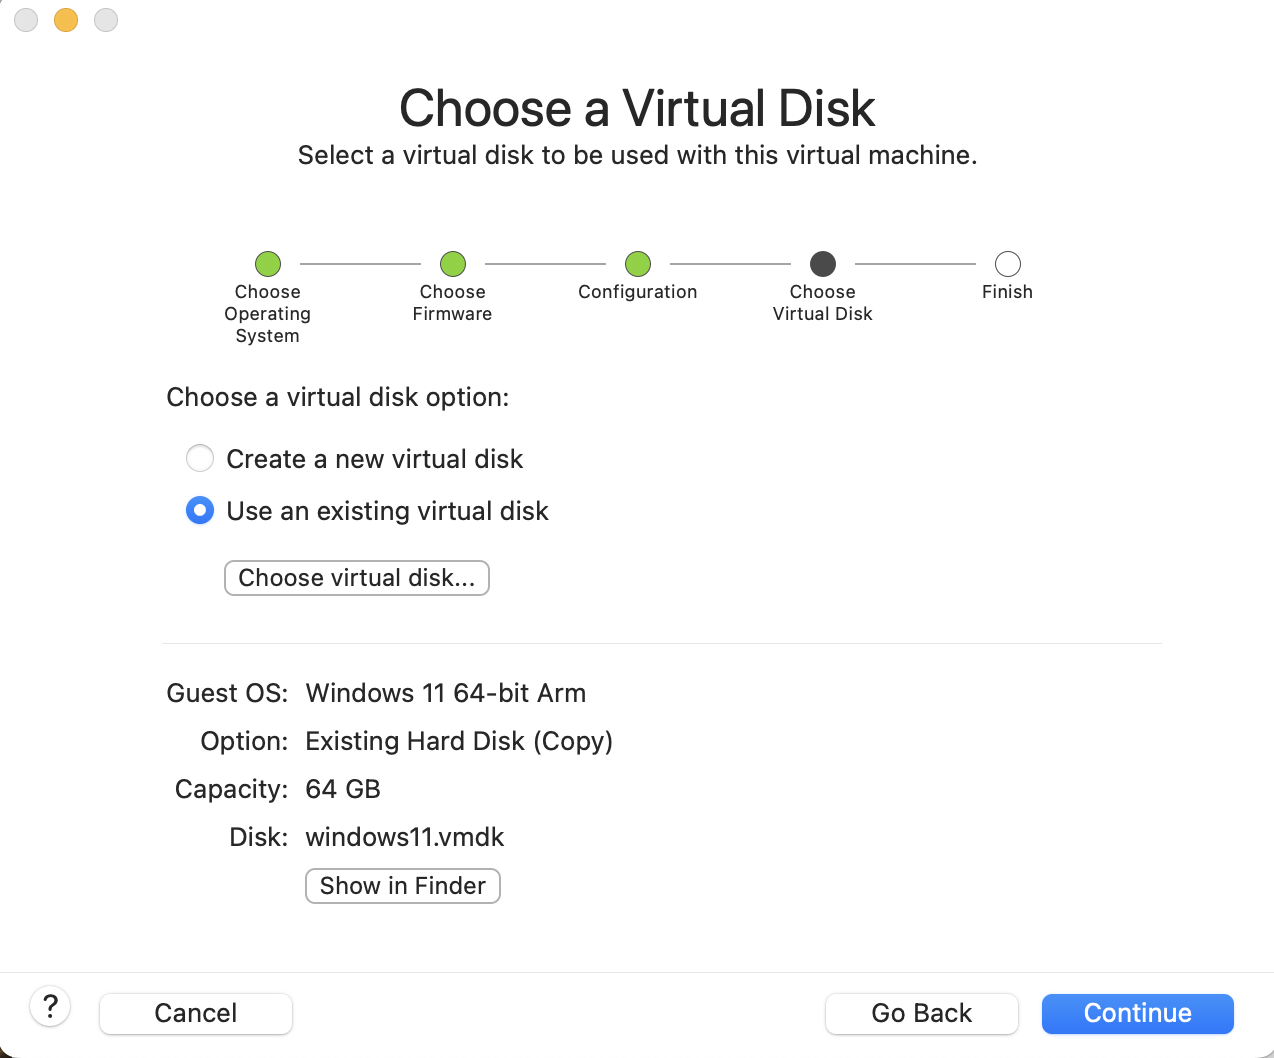 Choose a Virtual Disk
Select a virtual disk to be used with this virtual machine.
Choose
Operating
System
Choose
Firmware
Configuration
Choose
Virtual Disk
Finish
Choose a virtual disk option:
Create a new virtual disk
Use an existing virtual disk
Choose virtual disk...
Guest OS: Windows 11 64-bit Arm
Option: Existing Hard Disk (Copy)
Capacity: 64 GB
Disk: windows11.vmdk
Show in Finder
? Cancel Go Back Continue